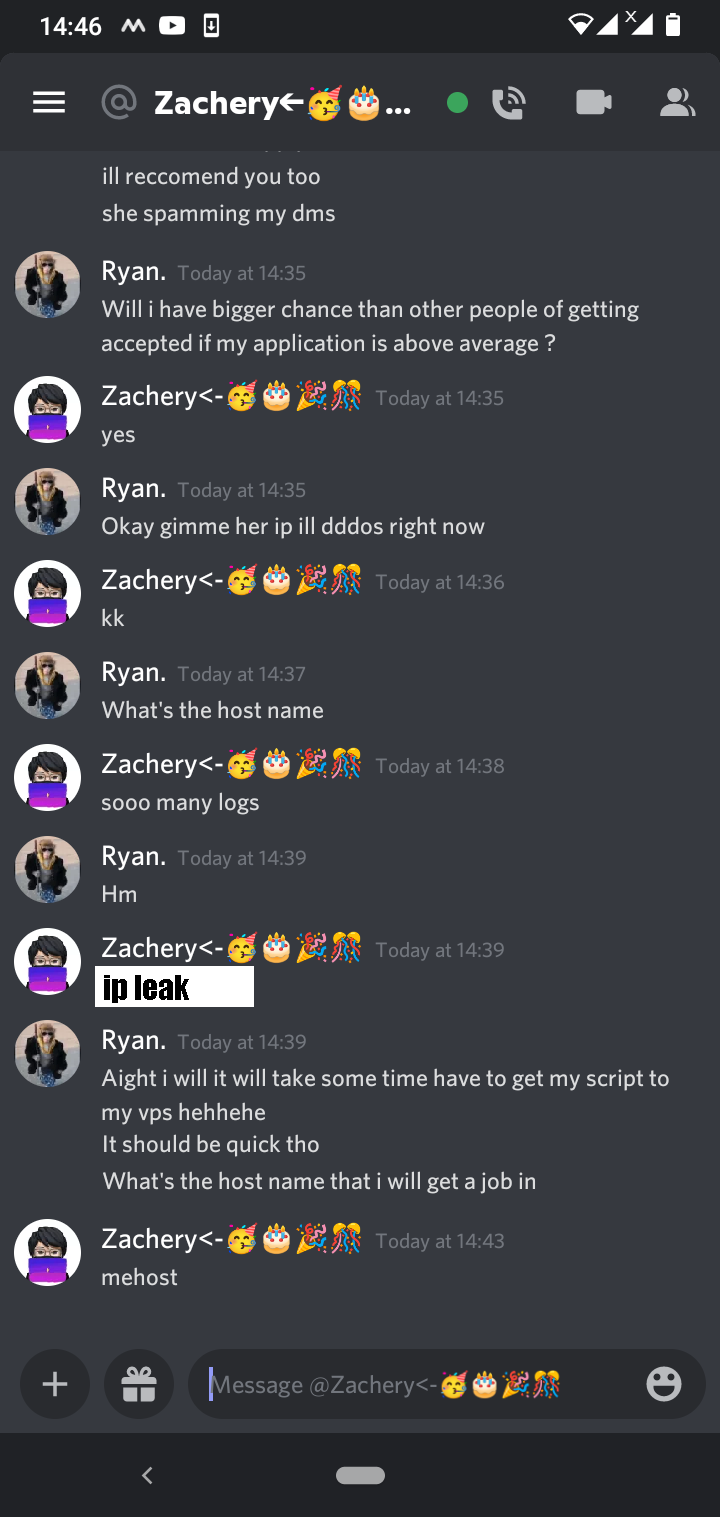 14:46
@ Zachery<-🥳🎂...
ill reccomend you too
she spamming my dms
Ryan. Today at 14:35
Will i have bigger chance than other people of getting
accepted if my application is above average ?
Zachery<-🥳🎂🎉🎊 Today at 14:35
yes
Ryan. Today at 14:35
Okay gimme her ip ill dddos right now
Zachery<-🥳🎂🎉🎊 Today at 14:36
kk
Ryan. Today at 14:37
What's the host name
Zachery<-🥳🎂🎉🎊 Today at 14:38
sooo many logs
Ryan. Today at 14:39
Hm
Zachery<-🥳🎂🎉🎊 Today at 14:39
ip leak
Ryan. Today at 14:39
Aight i will it will take some time have to get my script to
my vps hehhehe
It should be quick tho
What's the host name that i will get a job in
Zachery<-🥳🎂🎉🎊 Today at 14:43
mehost
Message @Zachery<-🥳🎂🎉🎊